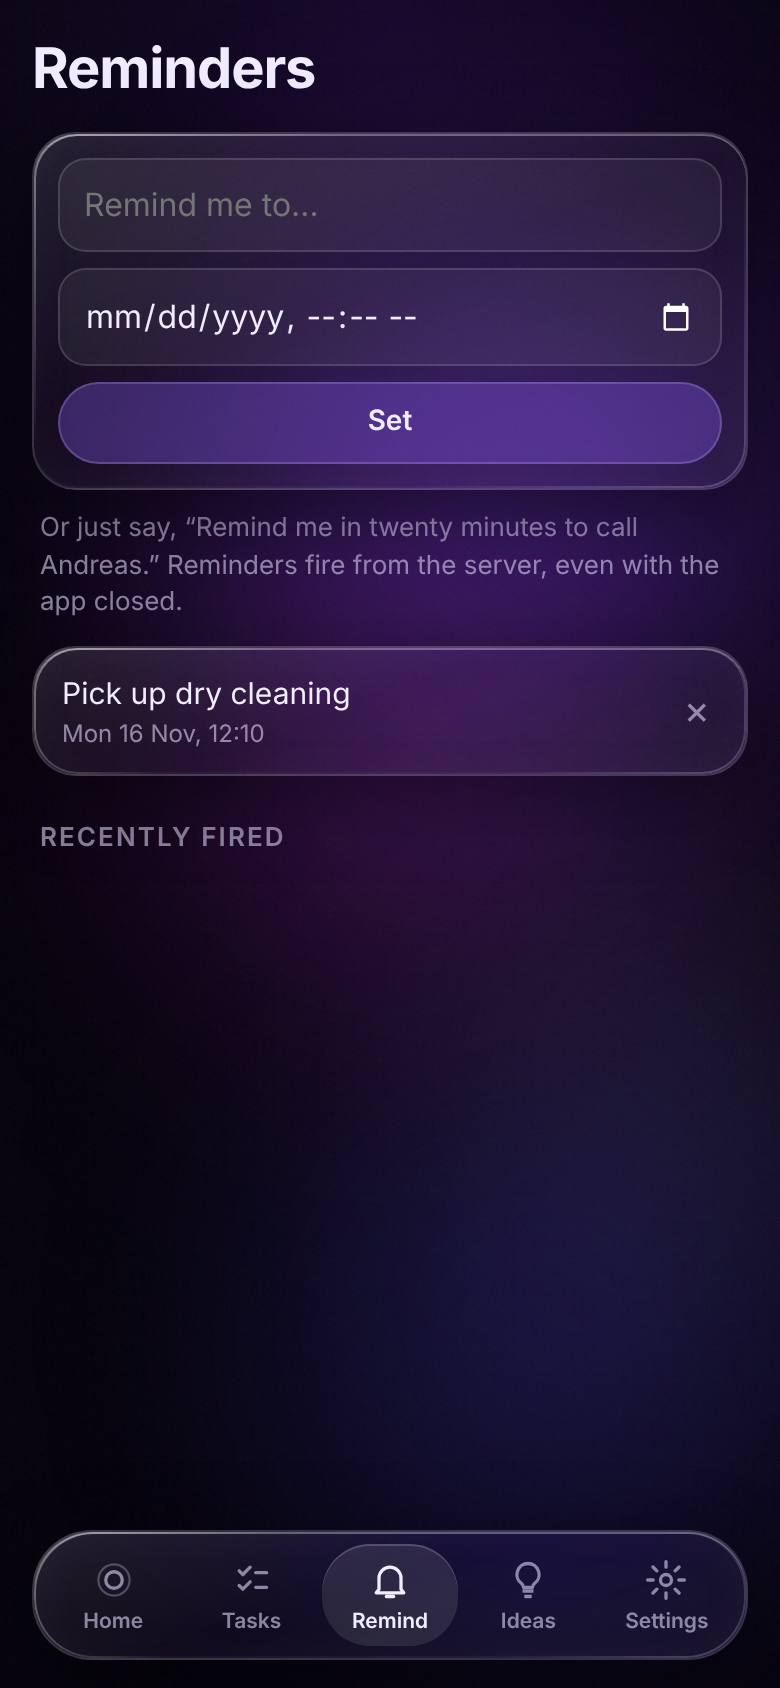 Reminders
Remind me to...
mm/dd/yyyy, --:-- --
Set
Or just say, “Remind me in twenty minutes to call
Andreas.” Reminders fire from the server, even with the
app closed.
Pick up dry cleaning
Mon 16 Nov, 12:10
RECENTLY FIRED
Home
Tasks
Remind
Ideas
Settings